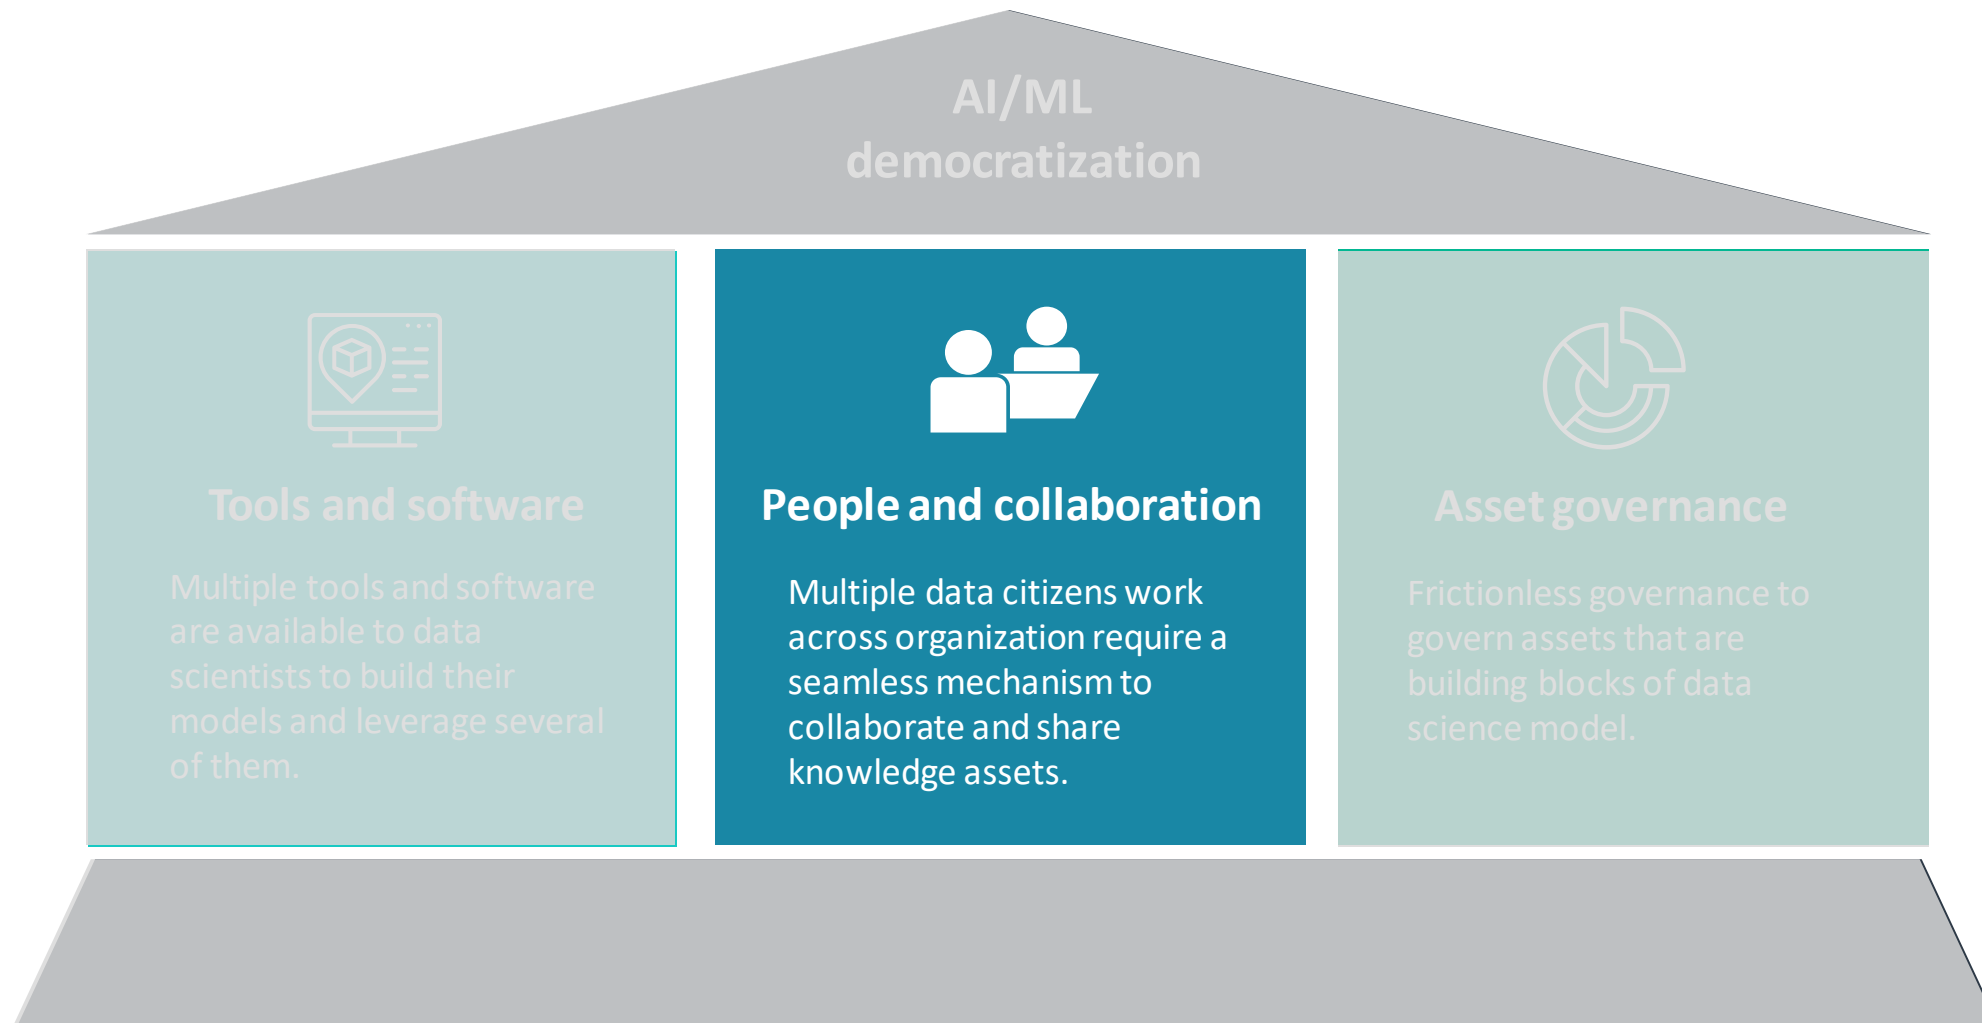 AI/ML
democratization
Tools and software
Multiple tools and software
are available to data
scientists to build their
models and leverage several
of them.
People and collaboration
Multiple data citizens work
across organization require a
seamless mechanism to
collaborate and share
knowledge assets.
Asset governance
Frictionless governance to
govern assets that are
building blocks of data
science model.